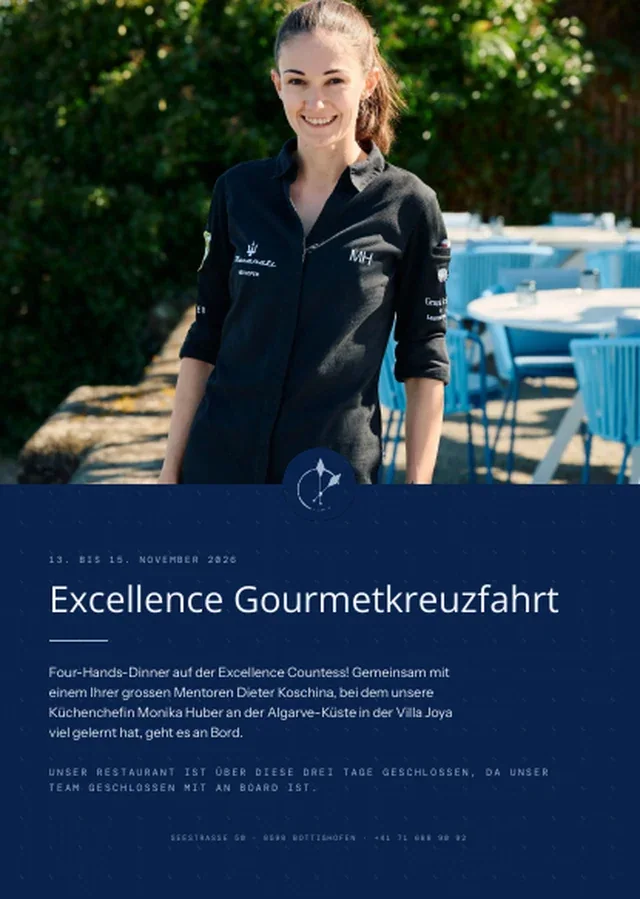 Maserati
MH
13. BIS 15. NOVEMBER 2026
Excellence Gourmetkreuzfahrt
Four-Hands-Dinner auf der Excellence Countess! Gemeinsam mit
einem Ihrer grossen Mentoren Dieter Koschina, bei dem unsere
Küchenchefin Monika Huber an der Algarve-Küste in der Villa Joya
viel gelernt hat, geht es an Bord.
UNSER RESTAURANT IST ÜBER DIESE DREI TAGE GESCHLOSSEN, DA UNSER
TEAM GESCHLOSSEN MIT AN BOARD IST.
SEESTRASSE 50 · 8598 BOTTIGHOFEN · +41 71 688 90 92